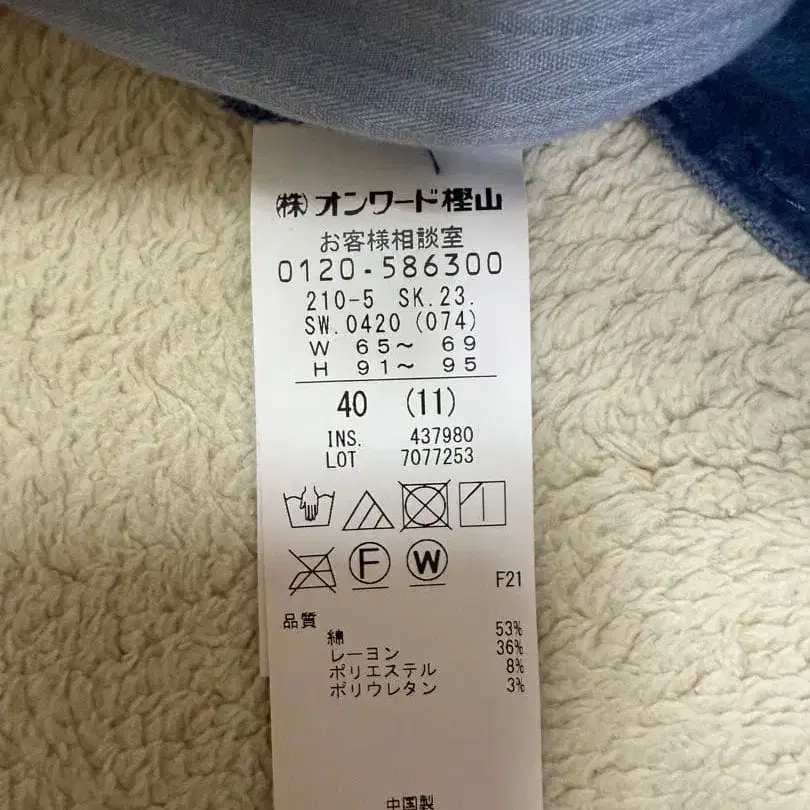 (株)オンワード樫山
お客様相談室
0120-586300
210-5 SK.23.
SW.0420 (074)
W 65～ 69
H 91～ 95
40 (11)
INS. 437980
LOT 7077253
F W
F21
品質
綿 53%
レーヨン 36%
ポリエステル 8%
ポリウレタン 3%
中国製